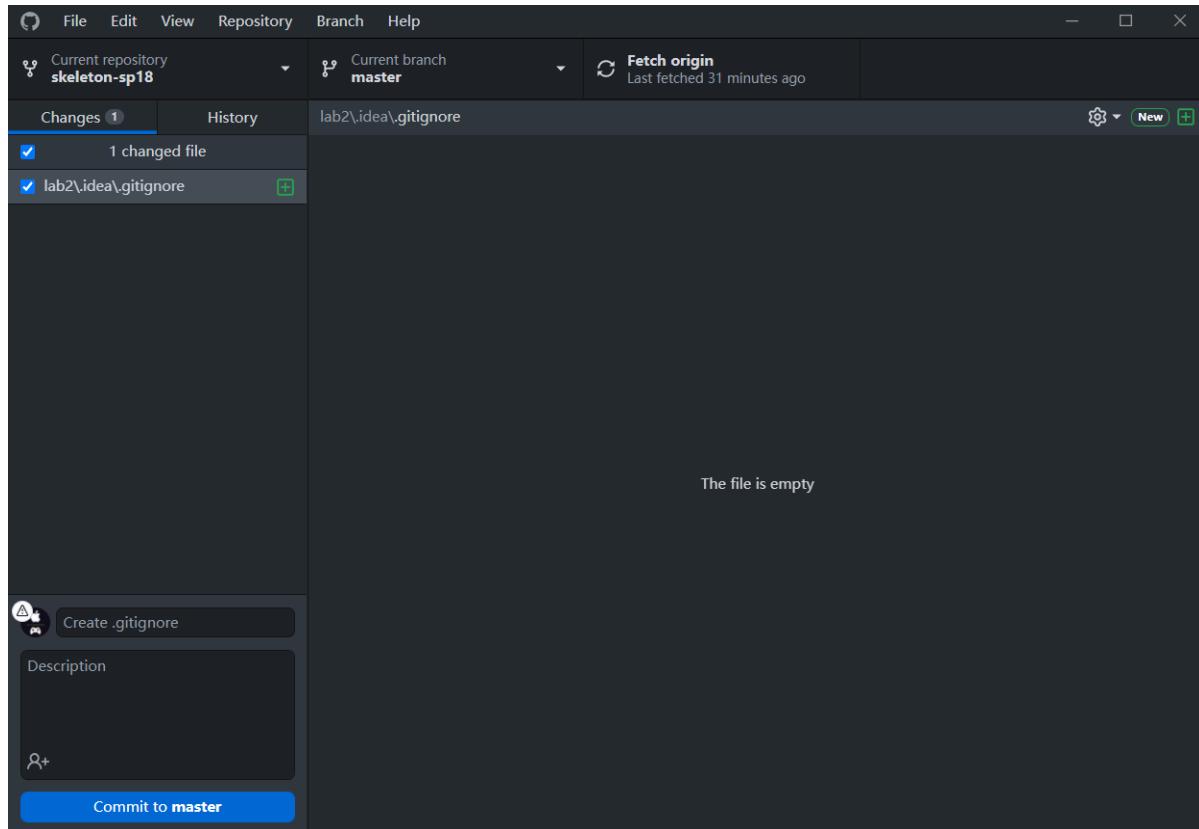 File Edit View Repository Branch Help
Current repository
skeleton-sp18
Current branch
master
Fetch origin
Last fetched 31 minutes ago
Changes 1
History
lab2\.idea\.gitignore
New
1 changed file
lab2\.idea\.gitignore
The file is empty
Create .gitignore
Description
Commit to master